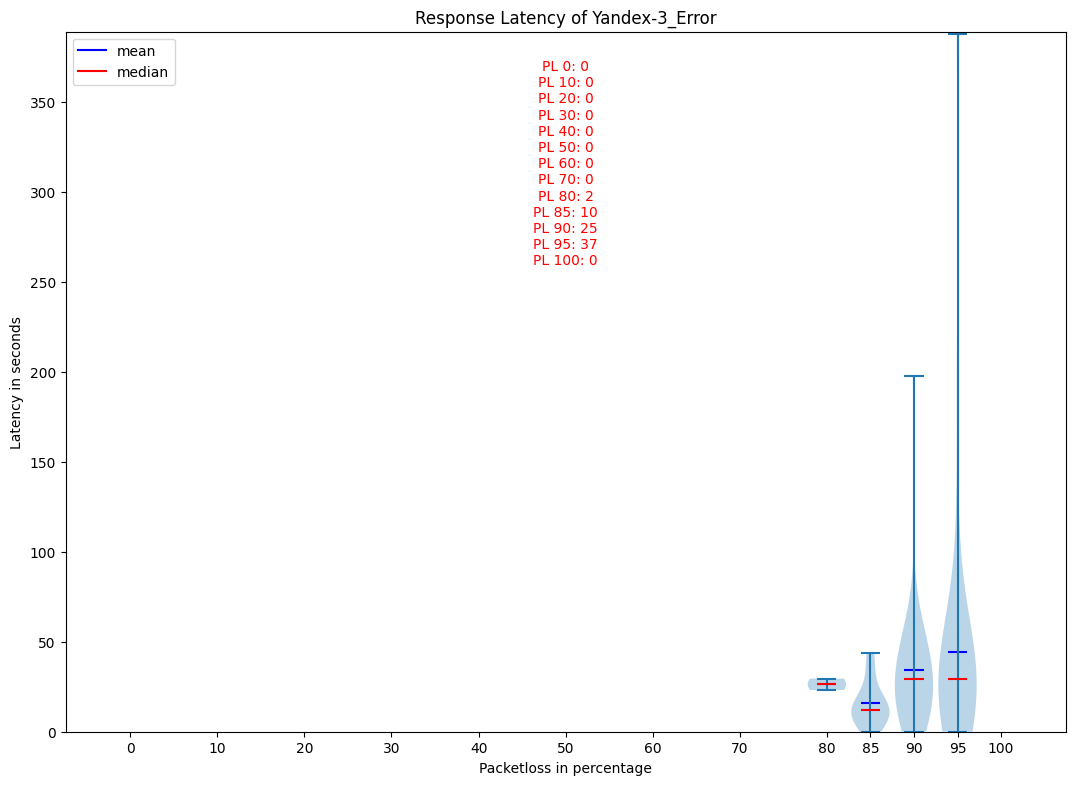 Response Latency of Yandex-3_Error
mean
median
PL 0: 0
PL 10: 0
PL 20: 0
PL 30: 0
PL 40: 0
PL 50: 0
PL 60: 0
PL 70: 0
PL 80: 2
PL 85: 10
PL 90: 25
PL 95: 37
PL 100: 0
Latency in seconds
350
300
250
200
150
100
50
0
0 10 20 30 40 50 60 70 80 85 90 95 100
Packetloss in percentage